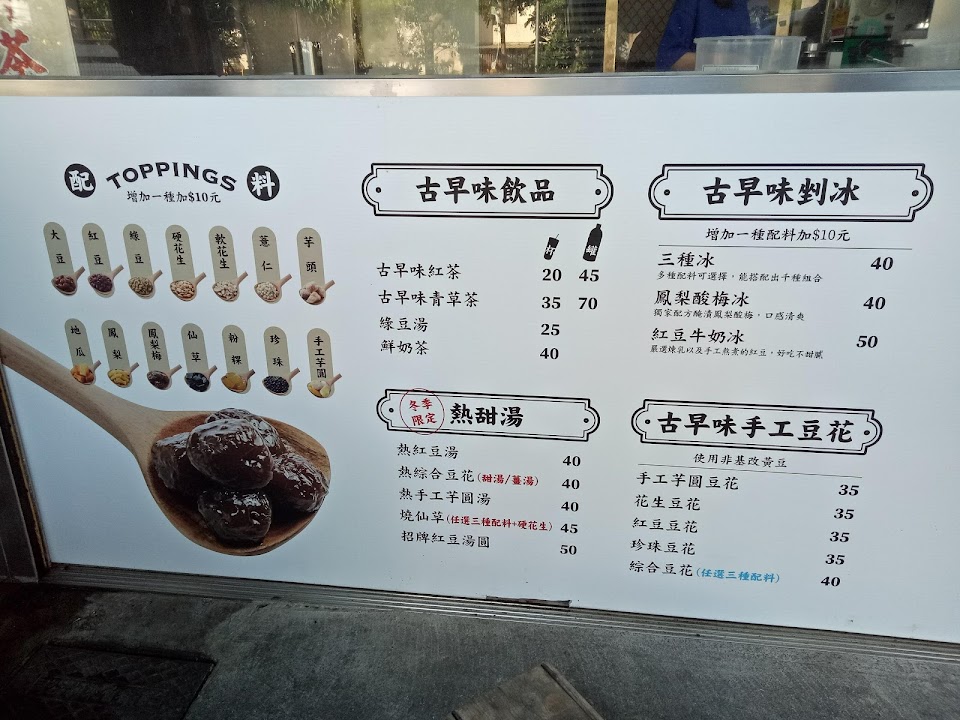 茶
配 TOPPINGS 料
增加一種加$10元
大豆
紅豆
綠豆
硬花生
軟花生
薏仁
芋頭
地瓜
鳳梨
鳳梨梅
仙草
粉粿
珍珠
手工芋圓
古早味飲品
杯 罐
古早味紅茶 20 45
古早味青草茶 35 70
綠豆湯 25
鮮奶茶 40
冬季限定 熱甜湯
熱紅豆湯 40
熱綜合豆花(甜湯/薑湯) 40
熱手工芋圓湯 40
燒仙草(任選三種配料+硬花生) 45
招牌紅豆湯圓 50
古早味剉冰
增加一種配料加$10元
三種冰 40
多種配料可選擇，能搭配出千種組合
鳳梨酸梅冰 40
獨家配方醃漬鳳梨酸梅，口感清爽
紅豆牛奶冰 50
嚴選煉乳以及手工熬煮的紅豆，好吃不甜膩
古早味手工豆花
使用非基改黃豆
手工芋圓豆花 35
花生豆花 35
紅豆豆花 35
珍珠豆花 35
綜合豆花(任選三種配料) 40